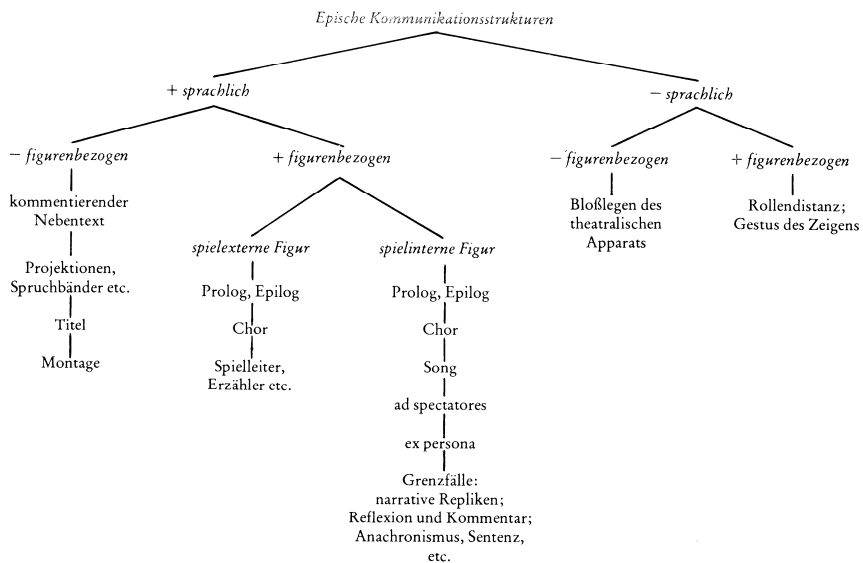 Epische Kommunikationsstrukturen
+ sprachlich
− sprachlich
− figurenbezogen
+ figurenbezogen
− figurenbezogen
+ figurenbezogen
kommentierender
Nebentext
Projektionen,
Spruchbänder etc.
Titel
Montage
spielexterne Figur
Prolog, Epilog
Chor
Spielleiter,
Erzähler etc.
spielinterne Figur
Prolog, Epilog
Chor
Song
ad spectatores
ex persona
Grenzfälle:
narrative Repliken;
Reflexion und Kommentar;
Anachronismus, Sentenz,
etc.
Bloßlegen des
theatralischen
Apparats
Rollendistanz;
Gestus des Zeigens